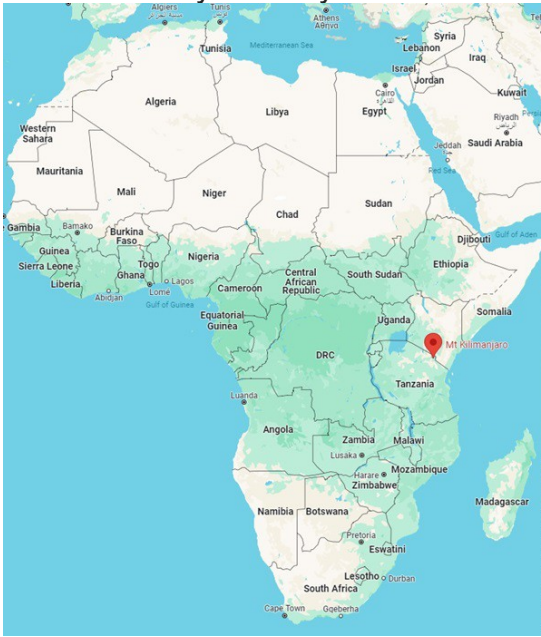 Algiers
Tunis
Athens
Αθήνα
Tunisia
Mediterranean Sea
Syria
Lebanon
Iraq
Israel
Jordan
Kuwait
Cairo
القاهرة
Algeria
Libya
Egypt
Riyadh
الرياض
Western
Sahara
Jeddah
Saudi Arabia
Red Sea
Mauritania
Mali
Niger
Chad
Sudan
Gambia
Bamako
Burkina
Faso
Djibouti
Gulf of Aden
Guinea
Togo
Nigeria
Ethiopia
Sierra Leone
Ghana
Central
African
Republic
South Sudan
Liberia
Lagos
Cameroon
Abidjan
Lomé
Gulf of Guinea
Somalia
Equatorial
Guinea
Uganda
Mt Kilimanjaro
DRC
Tanzania
Luanda
Angola
Zambia
Malawi
Lusaka
Mozambique
Harare
Zimbabwe
Namibia
Botswana
Madagascar
Pretoria
Eswatini
Lesotho
Durban
South Africa
Cape Town
Gqeberha